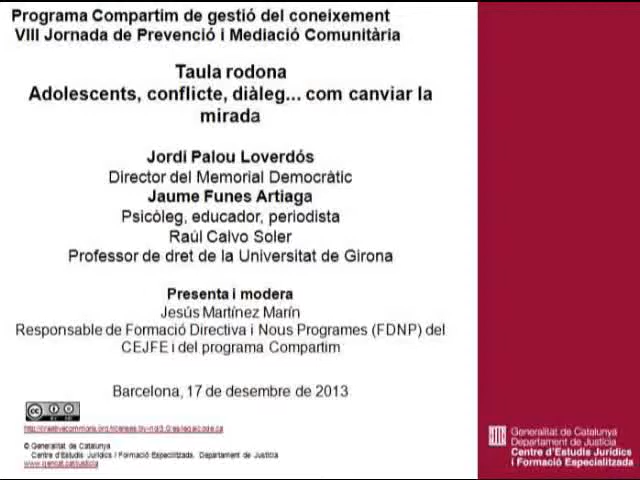 Programa Compartim de gestió del coneixement
VIII Jornada de Prevenció i Mediació Comunitària
Taula rodona
Adolescents, conflicte, diàleg... com canviar la
mirada
Jordi Palou Loverdós
Director del Memorial Democràtic
Jaume Funes Artiaga
Psicòleg, educador, periodista
Raúl Calvo Soler
Professor de dret de la Universitat de Girona
Presenta i modera
Jesús Martínez Marín
Responsable de Formació Directiva i Nous Programes (FDNP) del
CEJFE i del programa Compartim
Barcelona, 17 de desembre de 2013
© Generalitat de Catalunya
Centre d'Estudis Jurídics i Formació Especialitzada. Departament de Justícia
www.gencat.cat/justicia
Generalitat de Catalunya
Departament de Justícia
Centre d'Estudis Jurídics
i Formació Especialitzada